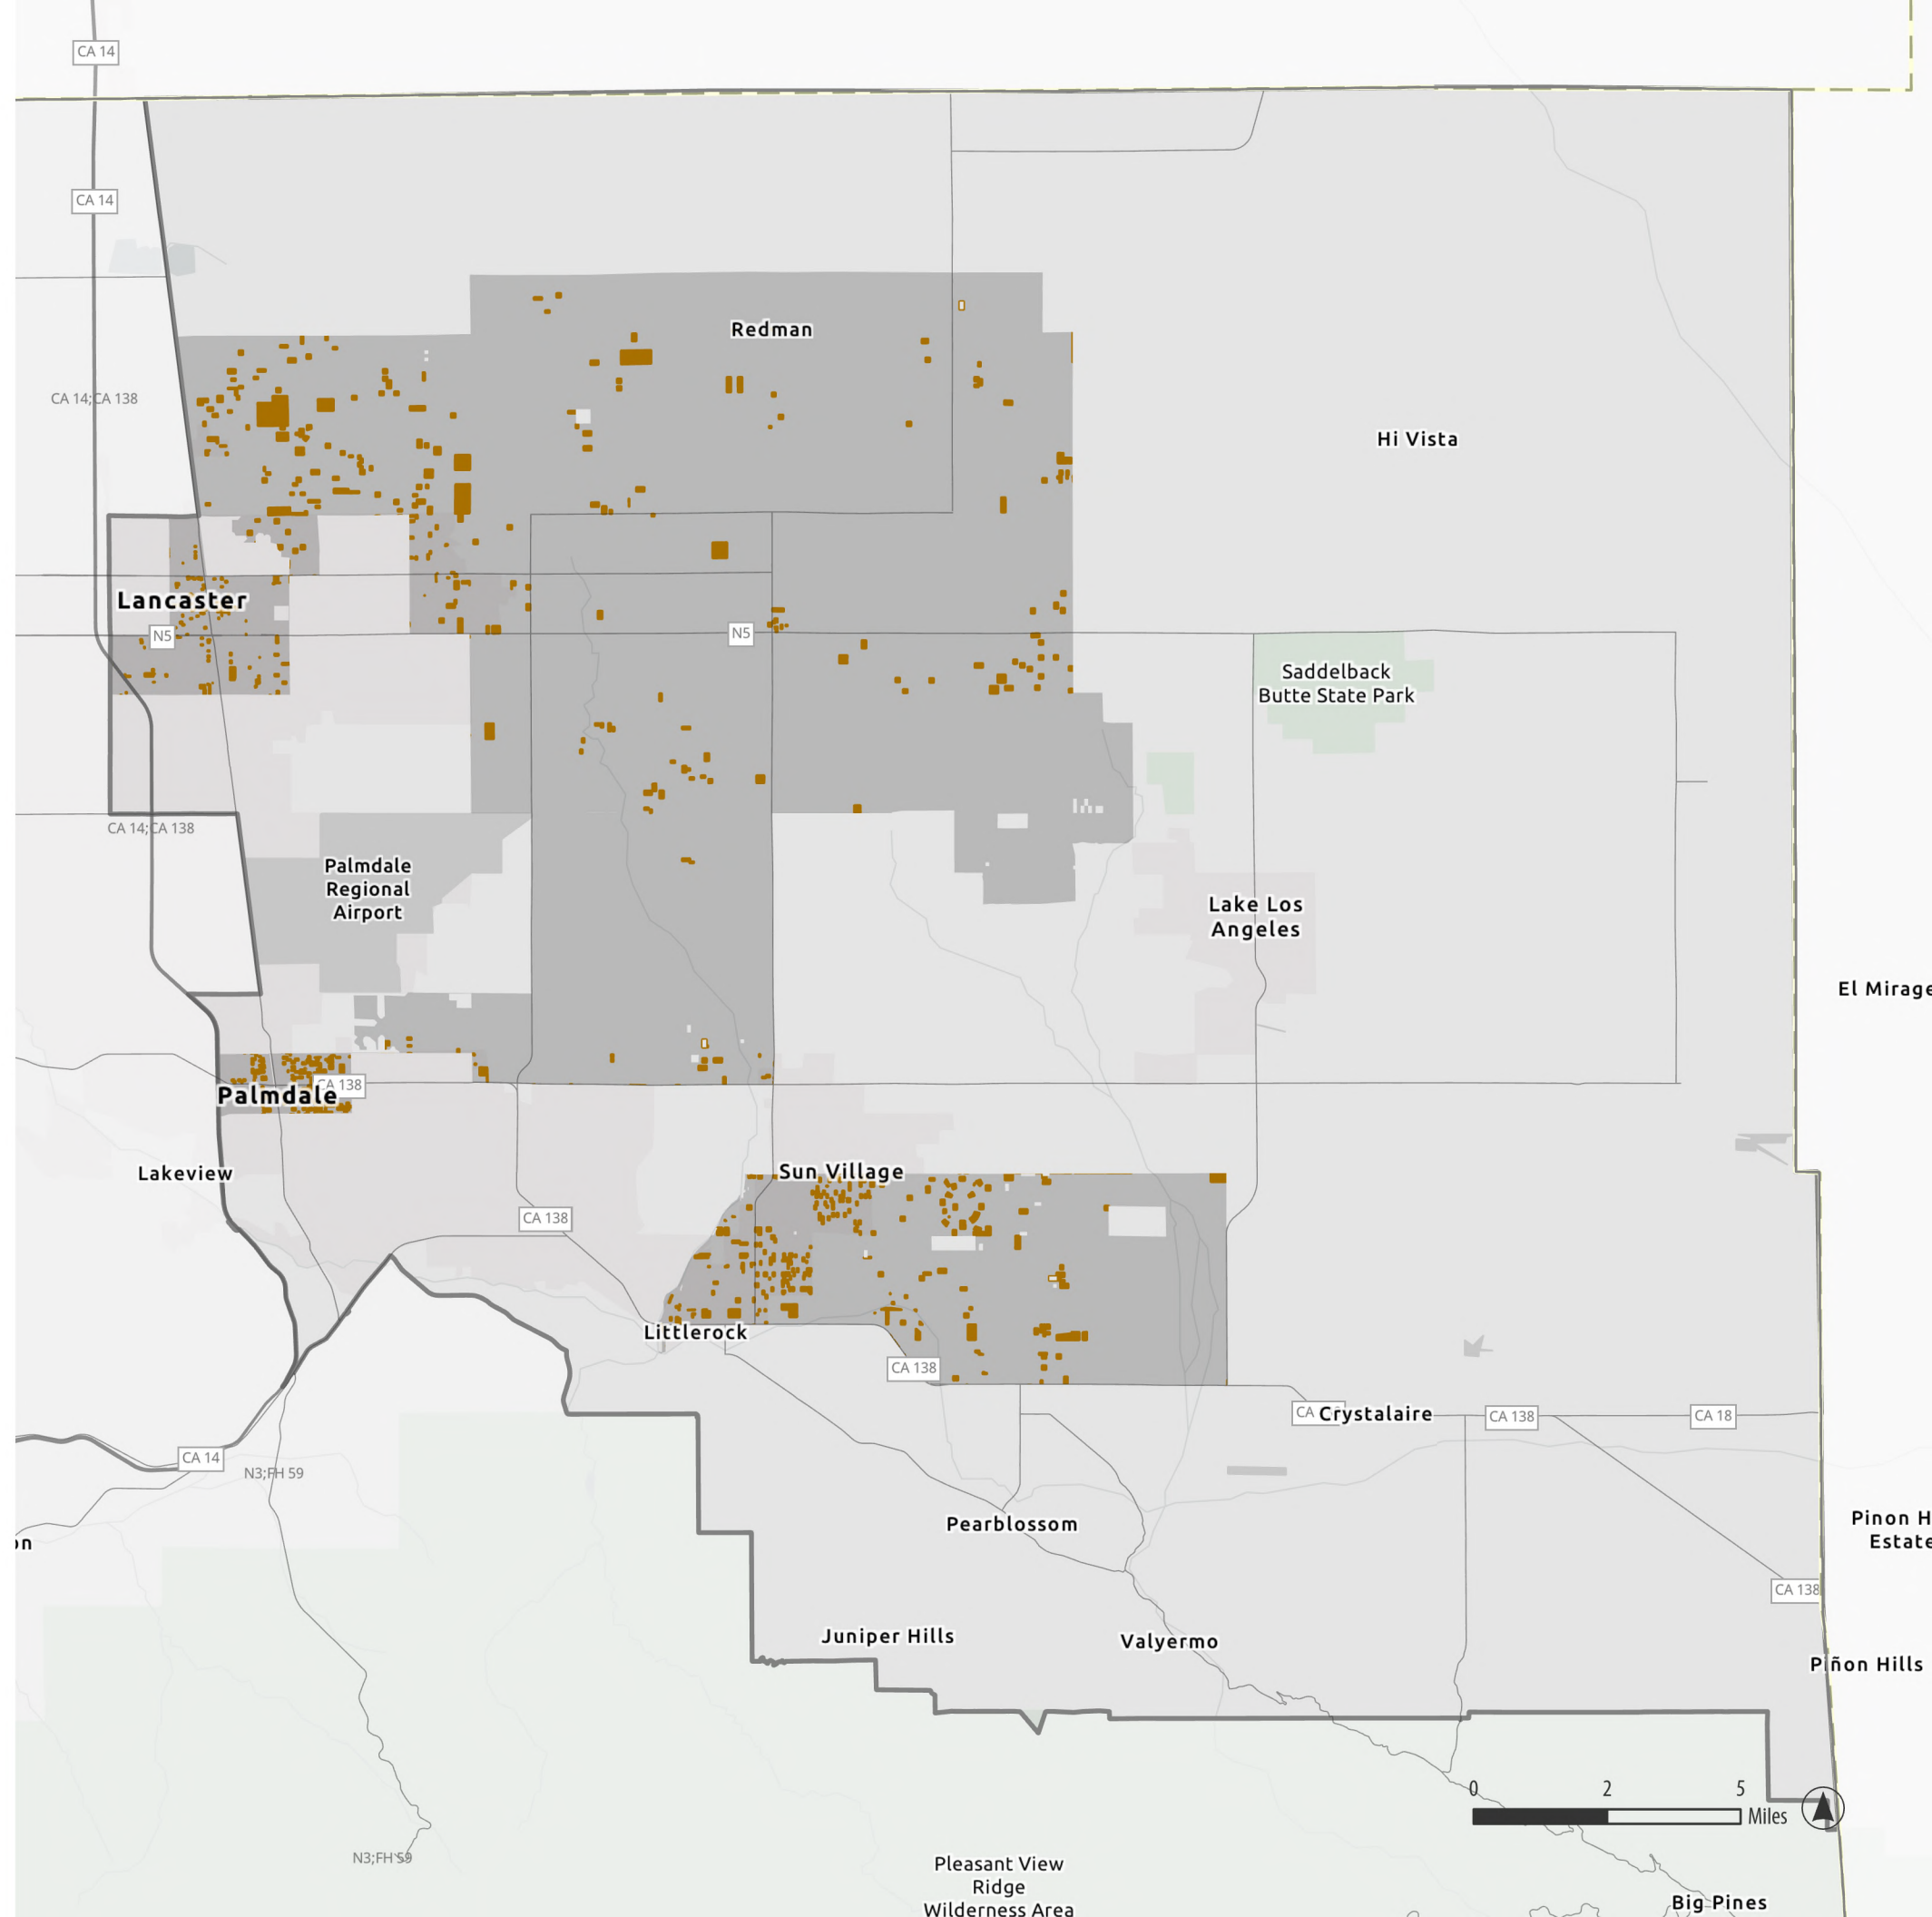 CA 14
CA 14
Redman
CA 14;CA 138
Hi Vista
Lancaster
N5
N5
Saddelback
Butte State Park
CA 14;CA 138
Palmdale
Regional
Airport
Lake Los
Angeles
El Mirage
CA 138
Palmdale
Lakeview
Sun Village
CA 138
Littlerock
CA 138
CA
Crystalaire
CA 138
CA 18
CA 14
N3;FH 59
Pearblossom
Pinon H
Estate
on
CA 138
Juniper Hills
Valyermo
Piñon Hills
0 2 5
Miles
N3;FH 59
Pleasant View
Ridge
Wilderness Area
Big Pines